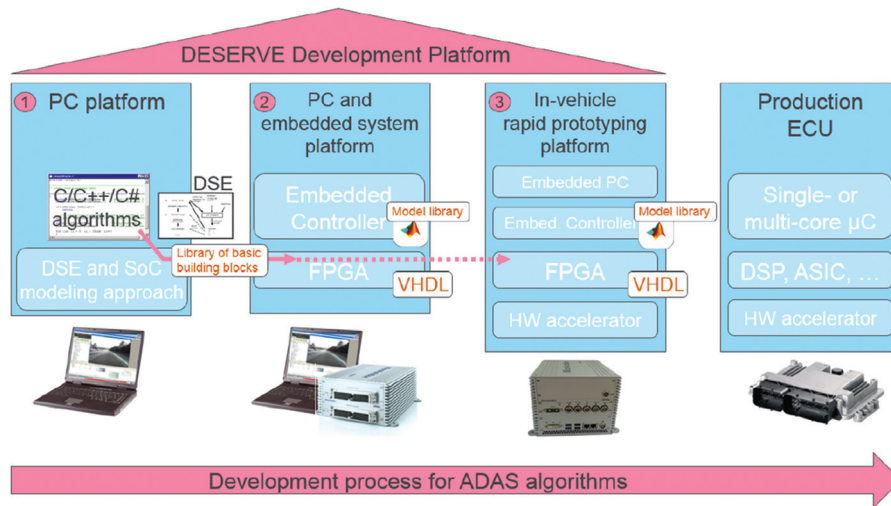 DESERVE Development Platform
1
PC platform
C/C++/C#
algorithms
DSE
Library of basic
building blocks
DSE and SoC
modeling approach
2
PC and
embedded system
platform
Embedded
Controller
Model library
FPGA
VHDL
3
In-vehicle
rapid prototyping
platform
Embedded PC
Embed. Controller
Model library
FPGA
VHDL
HW accelerator
Production
ECU
Single- or
multi-core µC
DSP, ASIC, …
HW accelerator
Development process for ADAS algorithms